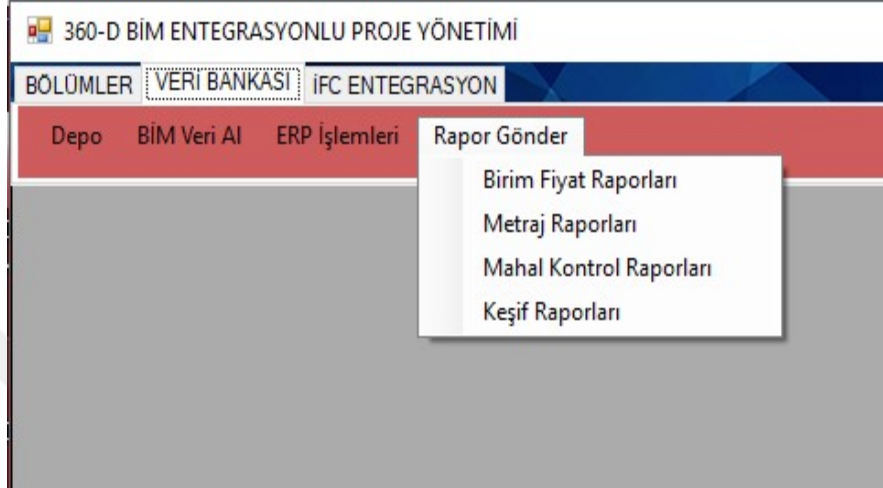 360-D BİM ENTEGRASYONLU PROJE YÖNETİMİ
BÖLÜMLER VERİ BANKASI İFC ENTEGRASYON
Depo BİM Veri Al ERP İşlemleri Rapor Gönder
Birim Fiyat Raporları
Metraj Raporları
Mahal Kontrol Raporları
Keşif Raporları